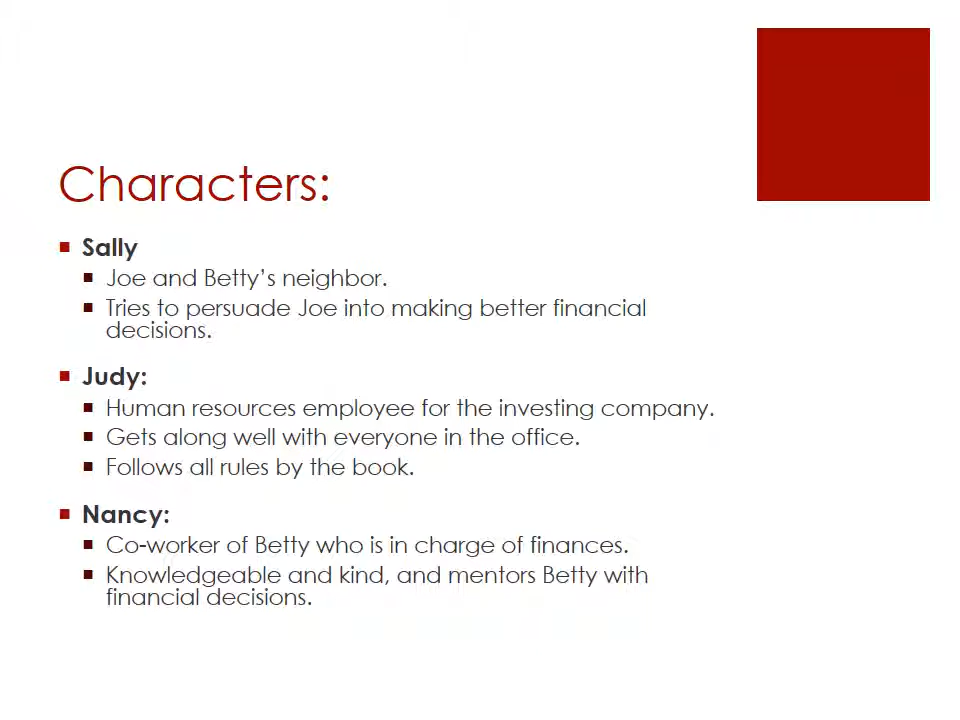 Characters:
Sally
Joe and Betty's neighbor.
Tries to persuade Joe into making better financial
decisions.
Judy:
Human resources employee for the investing company.
Gets along well with everyone in the office.
Follows all rules by the book.
Nancy:
Co-worker of Betty who is in charge of finances.
Knowledgeable and kind, and mentors Betty with
financial decisions.